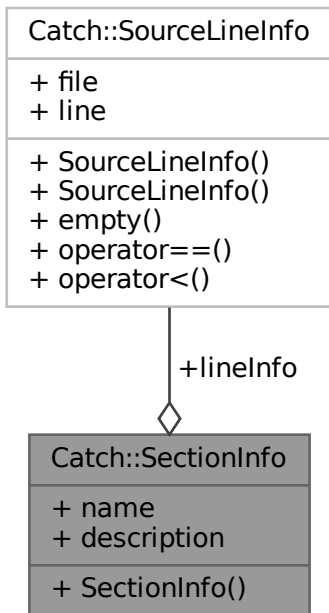 Catch::SourceLineInfo
+ file
+ line
+ SourceLineInfo()
+ SourceLineInfo()
+ empty()
+ operator==()
+ operator<()
+lineInfo
Catch::SectionInfo
+ name
+ description
+ SectionInfo()